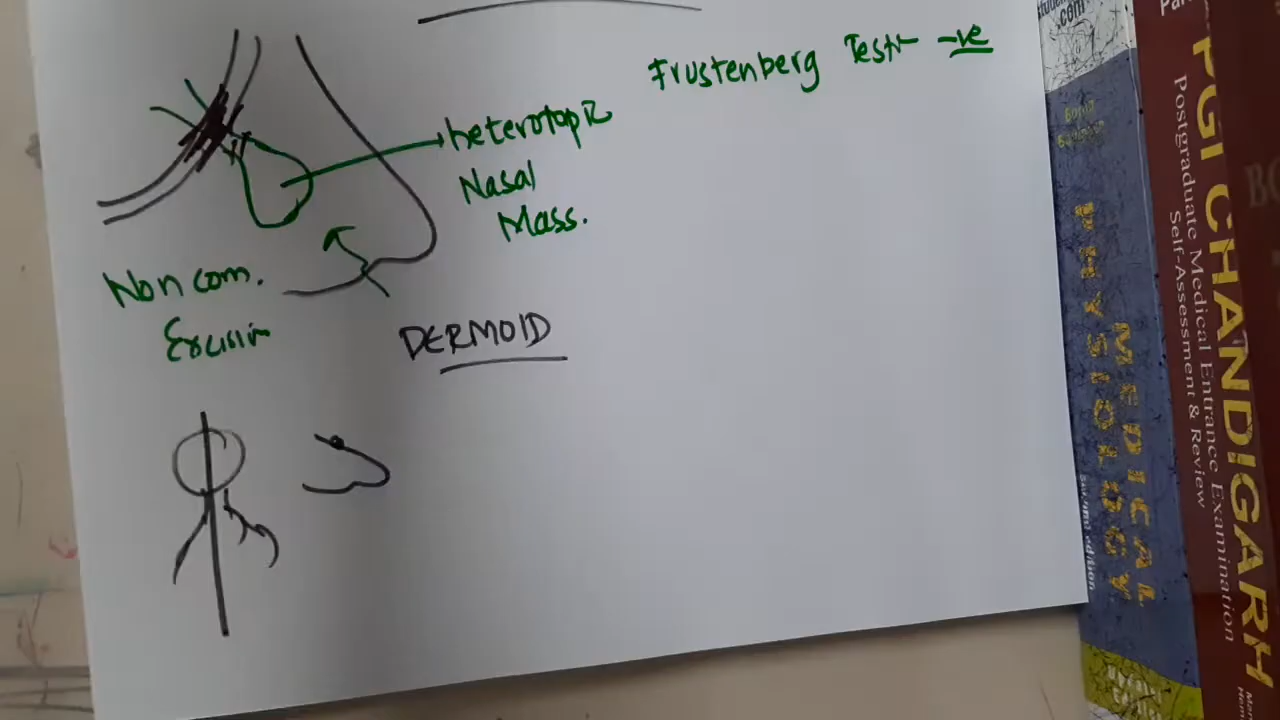 Frustenberg Test -ve
heterotopic
Nasal
Mass.
Non com.
Excision
DERMOID
.com
PHYSIOLOGY
MEDICAL
PGI CHANDIGARH
Postgraduate Medical Entrance Examination
Self-Assessment & Review